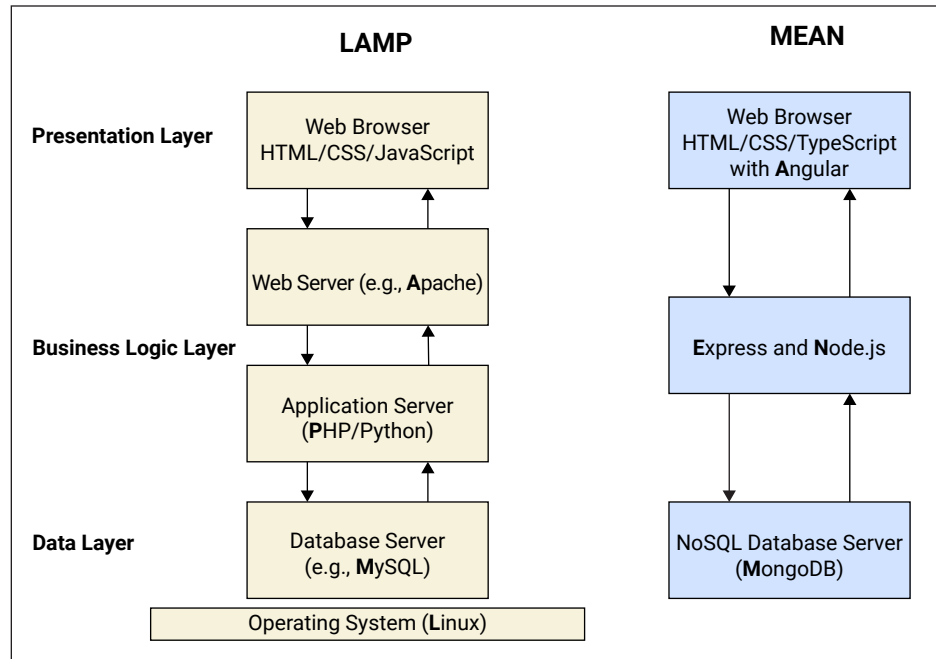 LAMP
MEAN
Presentation Layer
Web Browser
HTML/CSS/JavaScript
Web Browser
HTML/CSS/TypeScript
with Angular
Web Server (e.g., Apache)
Business Logic Layer
Express and Node.js
Application Server
(PHP/Python)
Data Layer
Database Server
(e.g., MySQL)
NoSQL Database Server
(MongoDB)
Operating System (Linux)